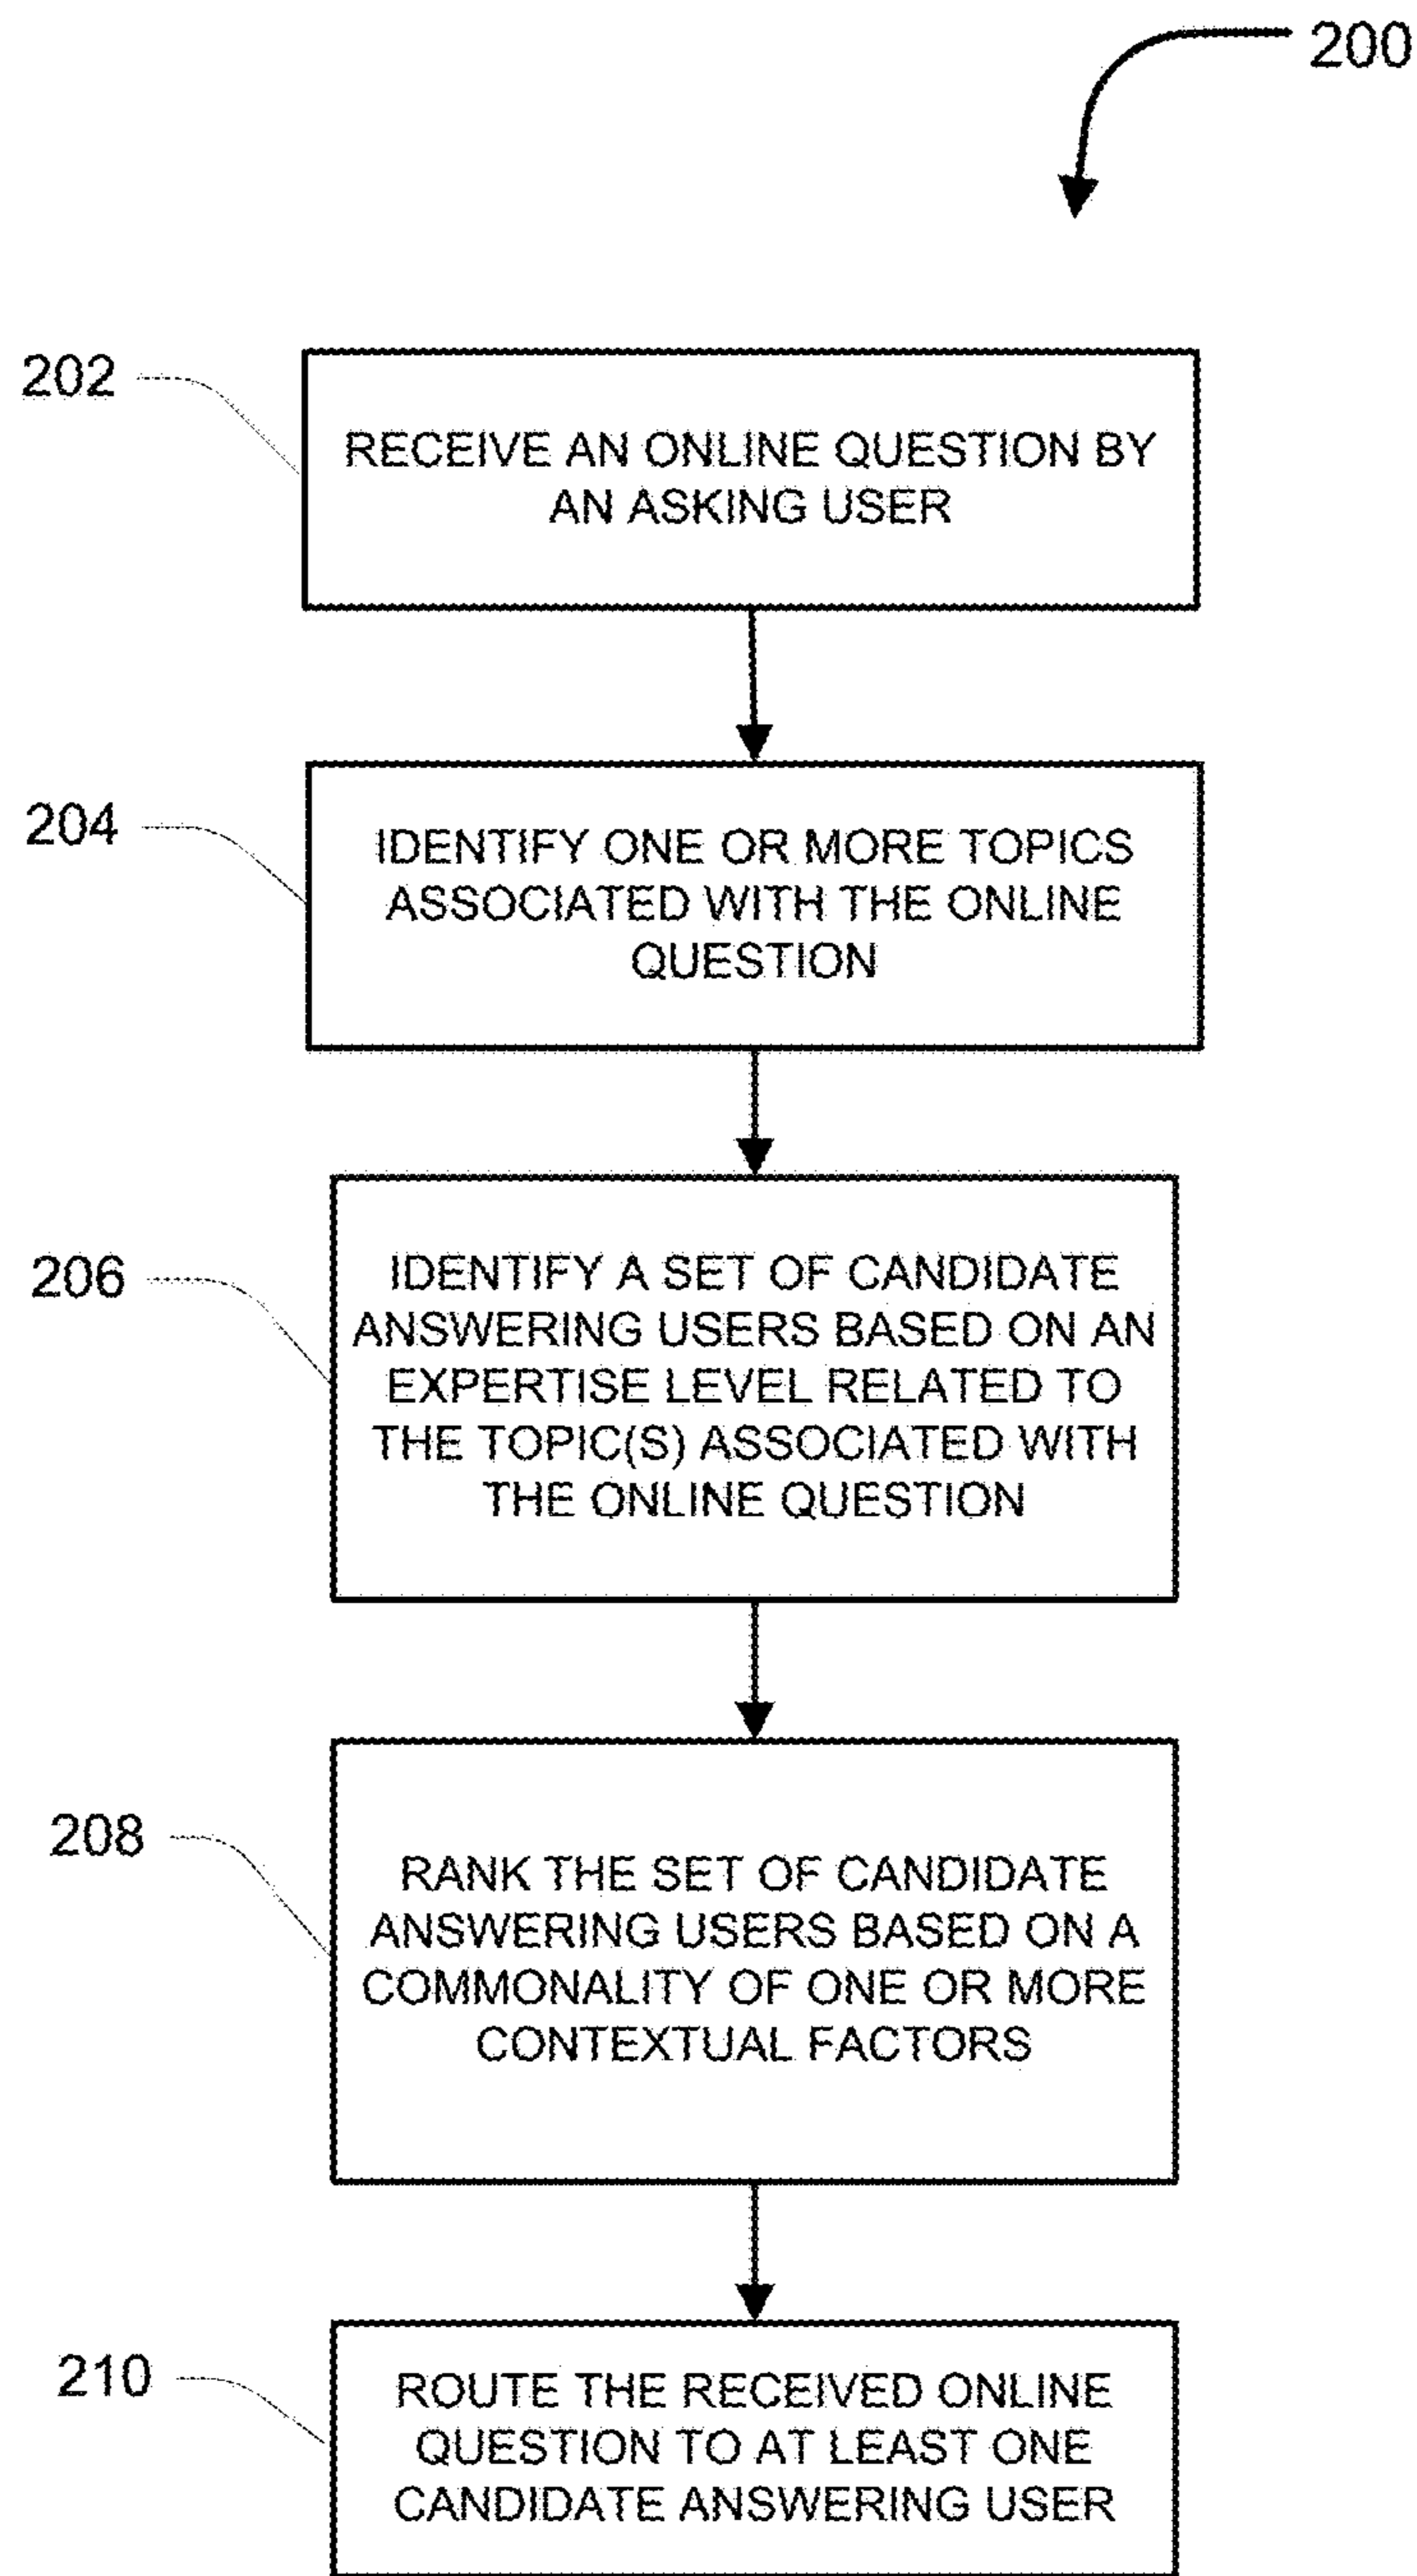 200
202
RECEIVE AN ONLINE QUESTION BY
AN ASKING USER
204
IDENTIFY ONE OR MORE TOPICS
ASSOCIATED WITH THE ONLINE
QUESTION
206
IDENTIFY A SET OF CANDIDATE
ANSWERING USERS BASED ON AN
EXPERTISE LEVEL RELATED TO
THE TOPIC(S) ASSOCIATED WITH
THE ONLINE QUESTION
208
RANK THE SET OF CANDIDATE
ANSWERING USERS BASED ON A
COMMONALITY OF ONE OR MORE
CONTEXTUAL FACTORS
210
ROUTE THE RECEIVED ONLINE
QUESTION TO AT LEAST ONE
CANDIDATE ANSWERING USER